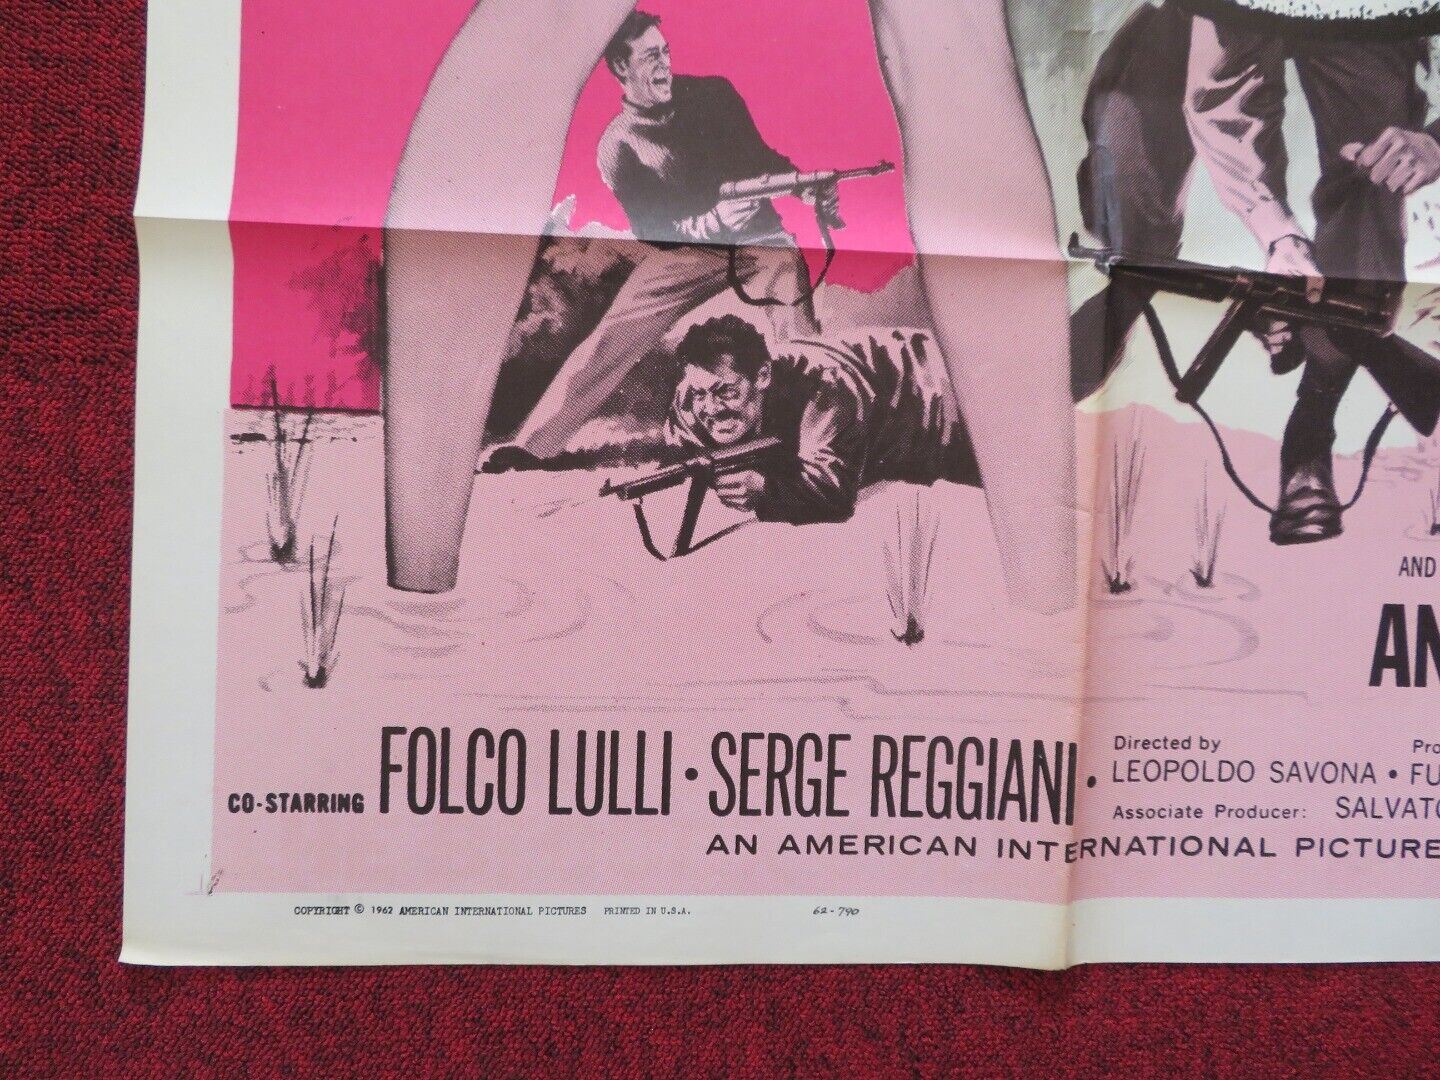 AND
AN
CO-STARRING FOLCO LULLI • SERGE REGGIANI •
Directed by
LEOPOLDO SAVONA •
Associate Producer:
AN AMERICAN INTERNATIONAL PICTURE
COPYRIGHT © 1962 AMERICAN INTERNATIONAL PICTURES PRINTED IN U.S.A. 62-790